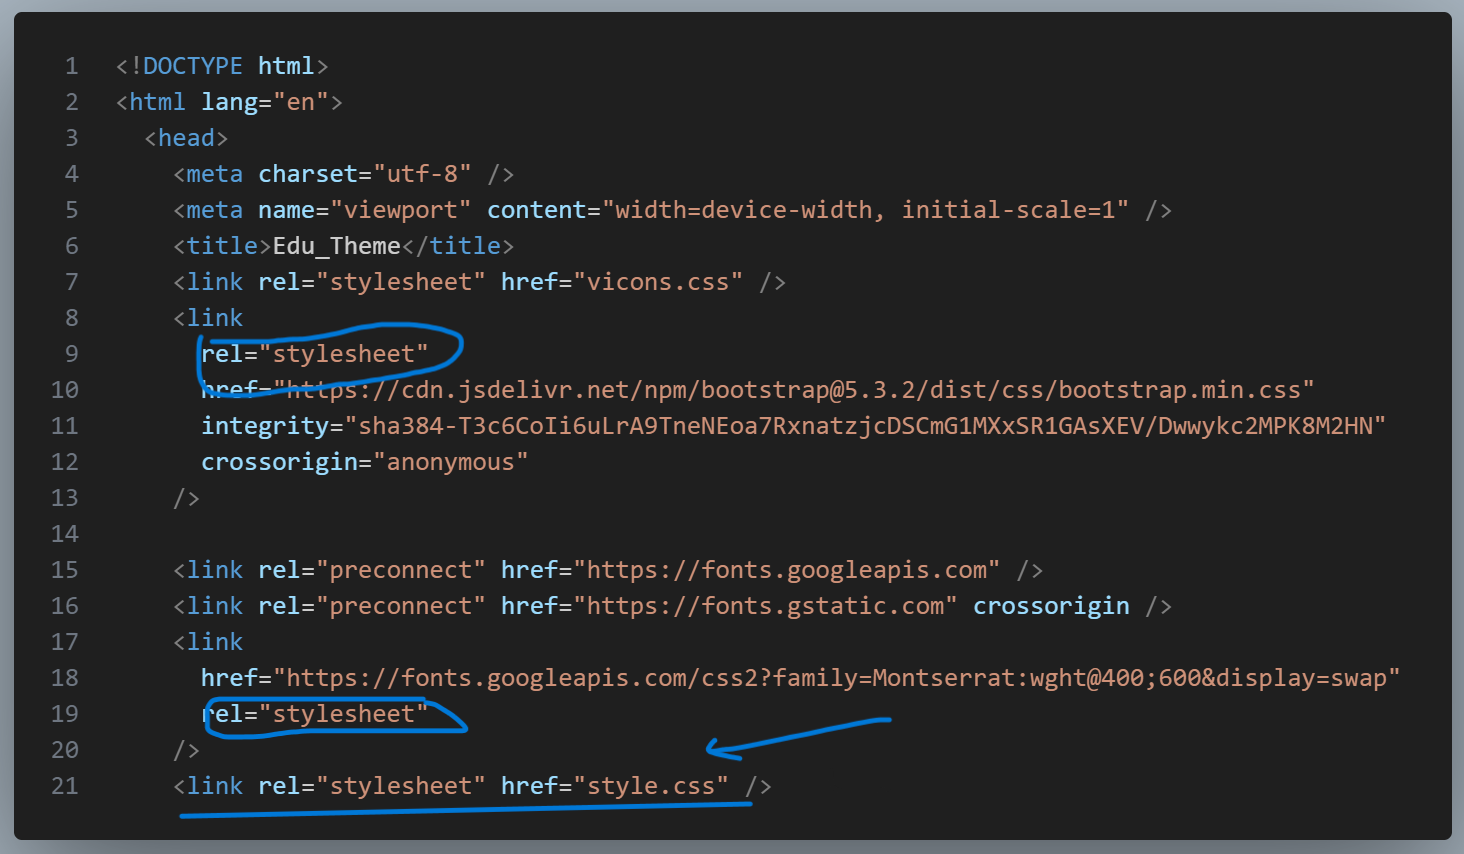 1 <!DOCTYPE html>
2 <html lang="en">
3 <head>
4 <meta charset="utf-8" />
5 <meta name="viewport" content="width=device-width, initial-scale=1" />
6 <title>Edu_Theme</title>
7 <link rel="stylesheet" href="vicons.css" />
8 <link
9 rel="stylesheet"
10 href="https://cdn.jsdelivr.net/npm/bootstrap@5.3.2/dist/css/bootstrap.min.css"
11 integrity="sha384-T3c6CoIi6uLrA9TneNEoa7RxnatzjcDSCmG1MXxSR1GAsXEV/Dwwykc2MPK8M2HN"
12 crossorigin="anonymous"
13 />
14
15 <link rel="preconnect" href="https://fonts.googleapis.com" />
16 <link rel="preconnect" href="https://fonts.gstatic.com" crossorigin />
17 <link
18 href="https://fonts.googleapis.com/css2?family=Montserrat:wght@400;600&display=swap"
19 rel="stylesheet"
20 />
21 <link rel="stylesheet" href="style.css" />